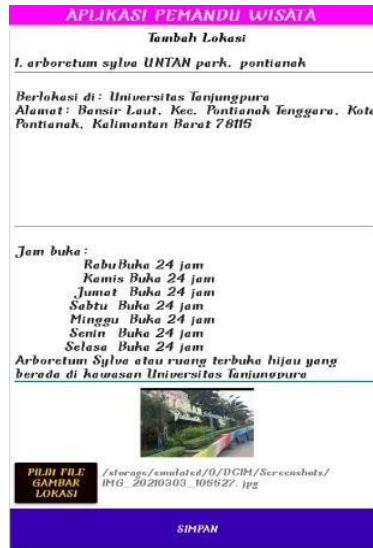 APLIKASI PEMANDU WISATA
Tambah Lokasi
1. arboretum sylva UNTAN park. pontianak
Berlokasi di : Universitas Tanjungpura
Alamat : Bansir Laut, Kec. Pontianak Tenggara, Kota
Pontianak, Kalimantan Barat 78115
Jam buka :
Rabu Buka 24 jam
Kamis Buka 24 jam
Jumat Buka 24 jam
Sabtu Buka 24 jam
Minggu Buka 24 jam
Senin Buka 24 jam
Selasa Buka 24 jam
Arboretum Sylva atau ruang terbuka hijau yang
berada di kawasan Universitas Tanjungpura
PILIH FILE
GAMBAR
LOKASI
/storage/emulated/0/DCIM/Screenshots/
IMG_20210303_106527.jpg
SIMPAN